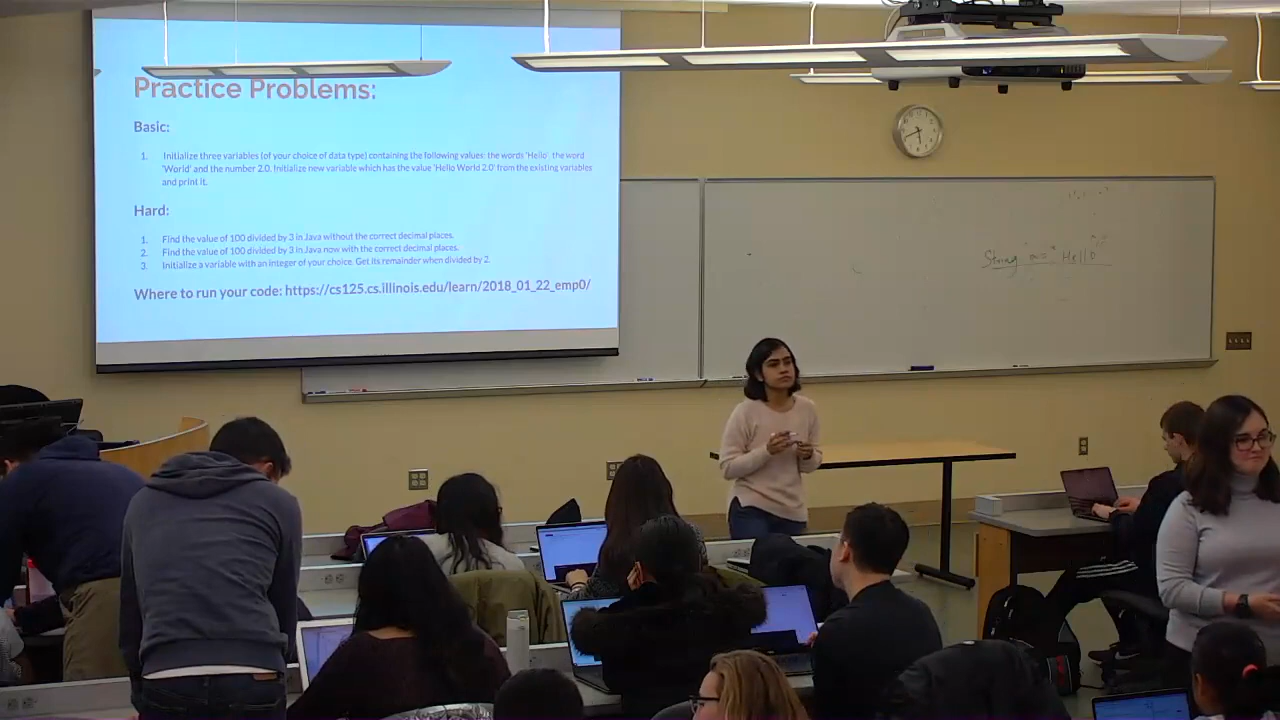 Practice Problems:
Basic:
1. Initialize three variables (of your choice of data type) containing the following values: the words 'Hello', the word
'World' and the number 2.0. Initialize new variable which has the value 'Hello World 2.0' from the existing variables
and print it.
Hard:
1. Find the value of 100 divided by 3 in Java without the correct decimal places.
2. Find the value of 100 divided by 3 in Java now with the correct decimal places.
3. Initialize a variable with an integer of your choice. Get its remainder when divided by 2.
Where to run your code: https://cs125.cs.illinois.edu/learn/2018_01_22_emp0/
String = "Hello"